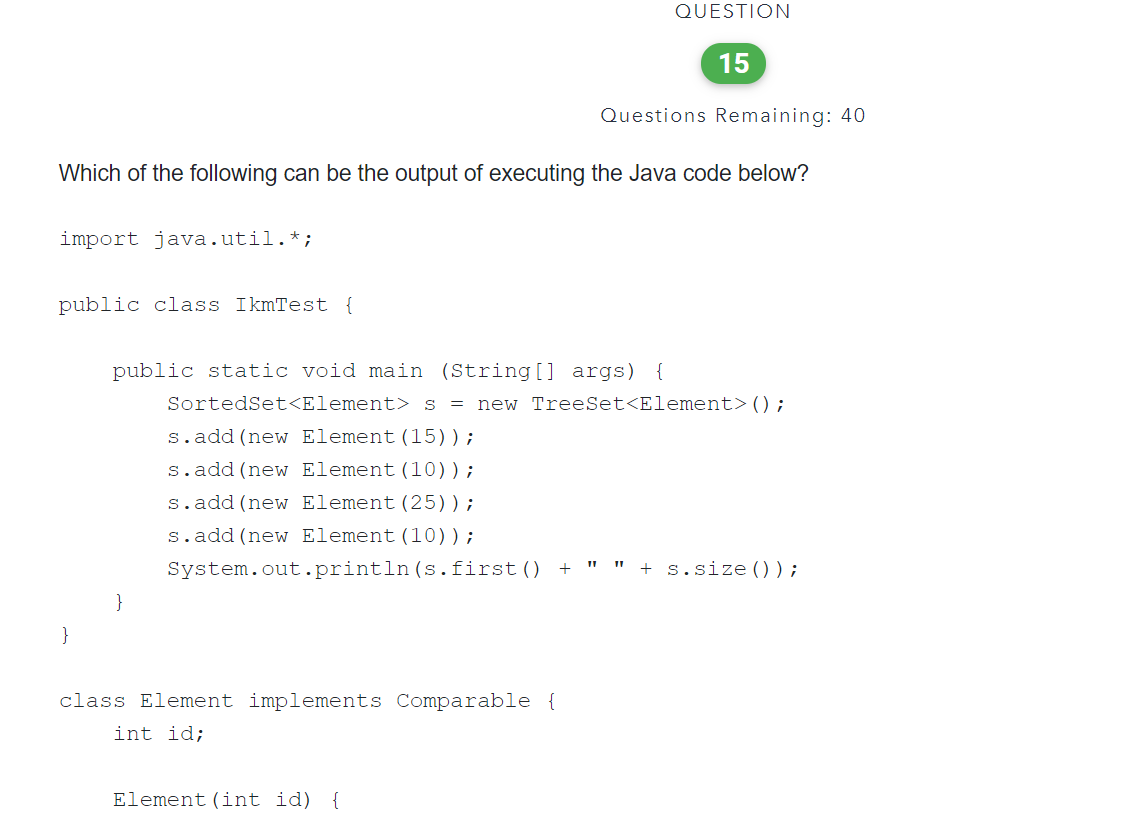 QUESTION
15
Questions Remaining: 40
Which of the following can be the output of executing the Java code below?
import java.util.*;
public class IkmTest {
    public static void main (String[] args) {
        SortedSet<Element> s = new TreeSet<Element>();
        s.add(new Element(15));
        s.add(new Element(10));
        s.add(new Element(25));
        s.add(new Element(10));
        System.out.println(s.first() + " " + s.size());
    }
}
class Element implements Comparable {
    int id;
    Element(int id) {